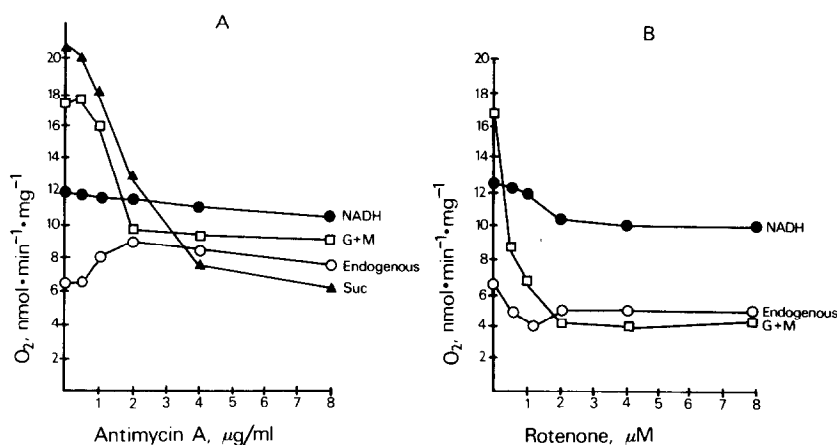 A
O₂, nmol•min⁻¹•mg⁻¹
20
18
16
14
12
10
8
6
4
2
1 2 3 4 5 6 7 8
NADH
G+M
Endogenous
Suc
Antimycin A, μg/ml
B
O₂, nmol•min⁻¹•mg⁻¹
20
18
16
14
12
10
8
6
4
2
1 2 3 4 5 6 7 8
NADH
Endogenous
G+M
Rotenone, μM